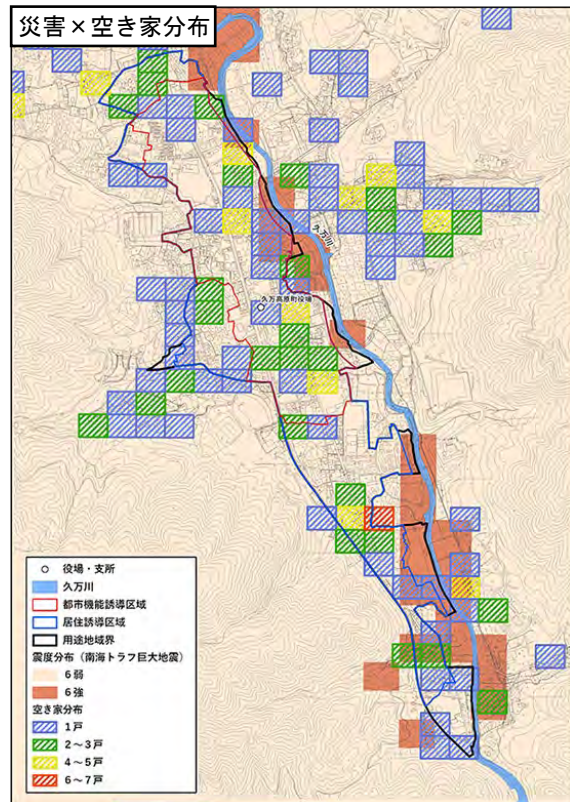 災害×空き家分布
久万川
久万高原町役場
役場・支所
久万川
都市機能誘導区域
居住誘導区域
用途地域界
震度分布（南海トラフ巨大地震）
6弱
6強
空き家分布
1戸
2～3戸
4～5戸
6～7戸